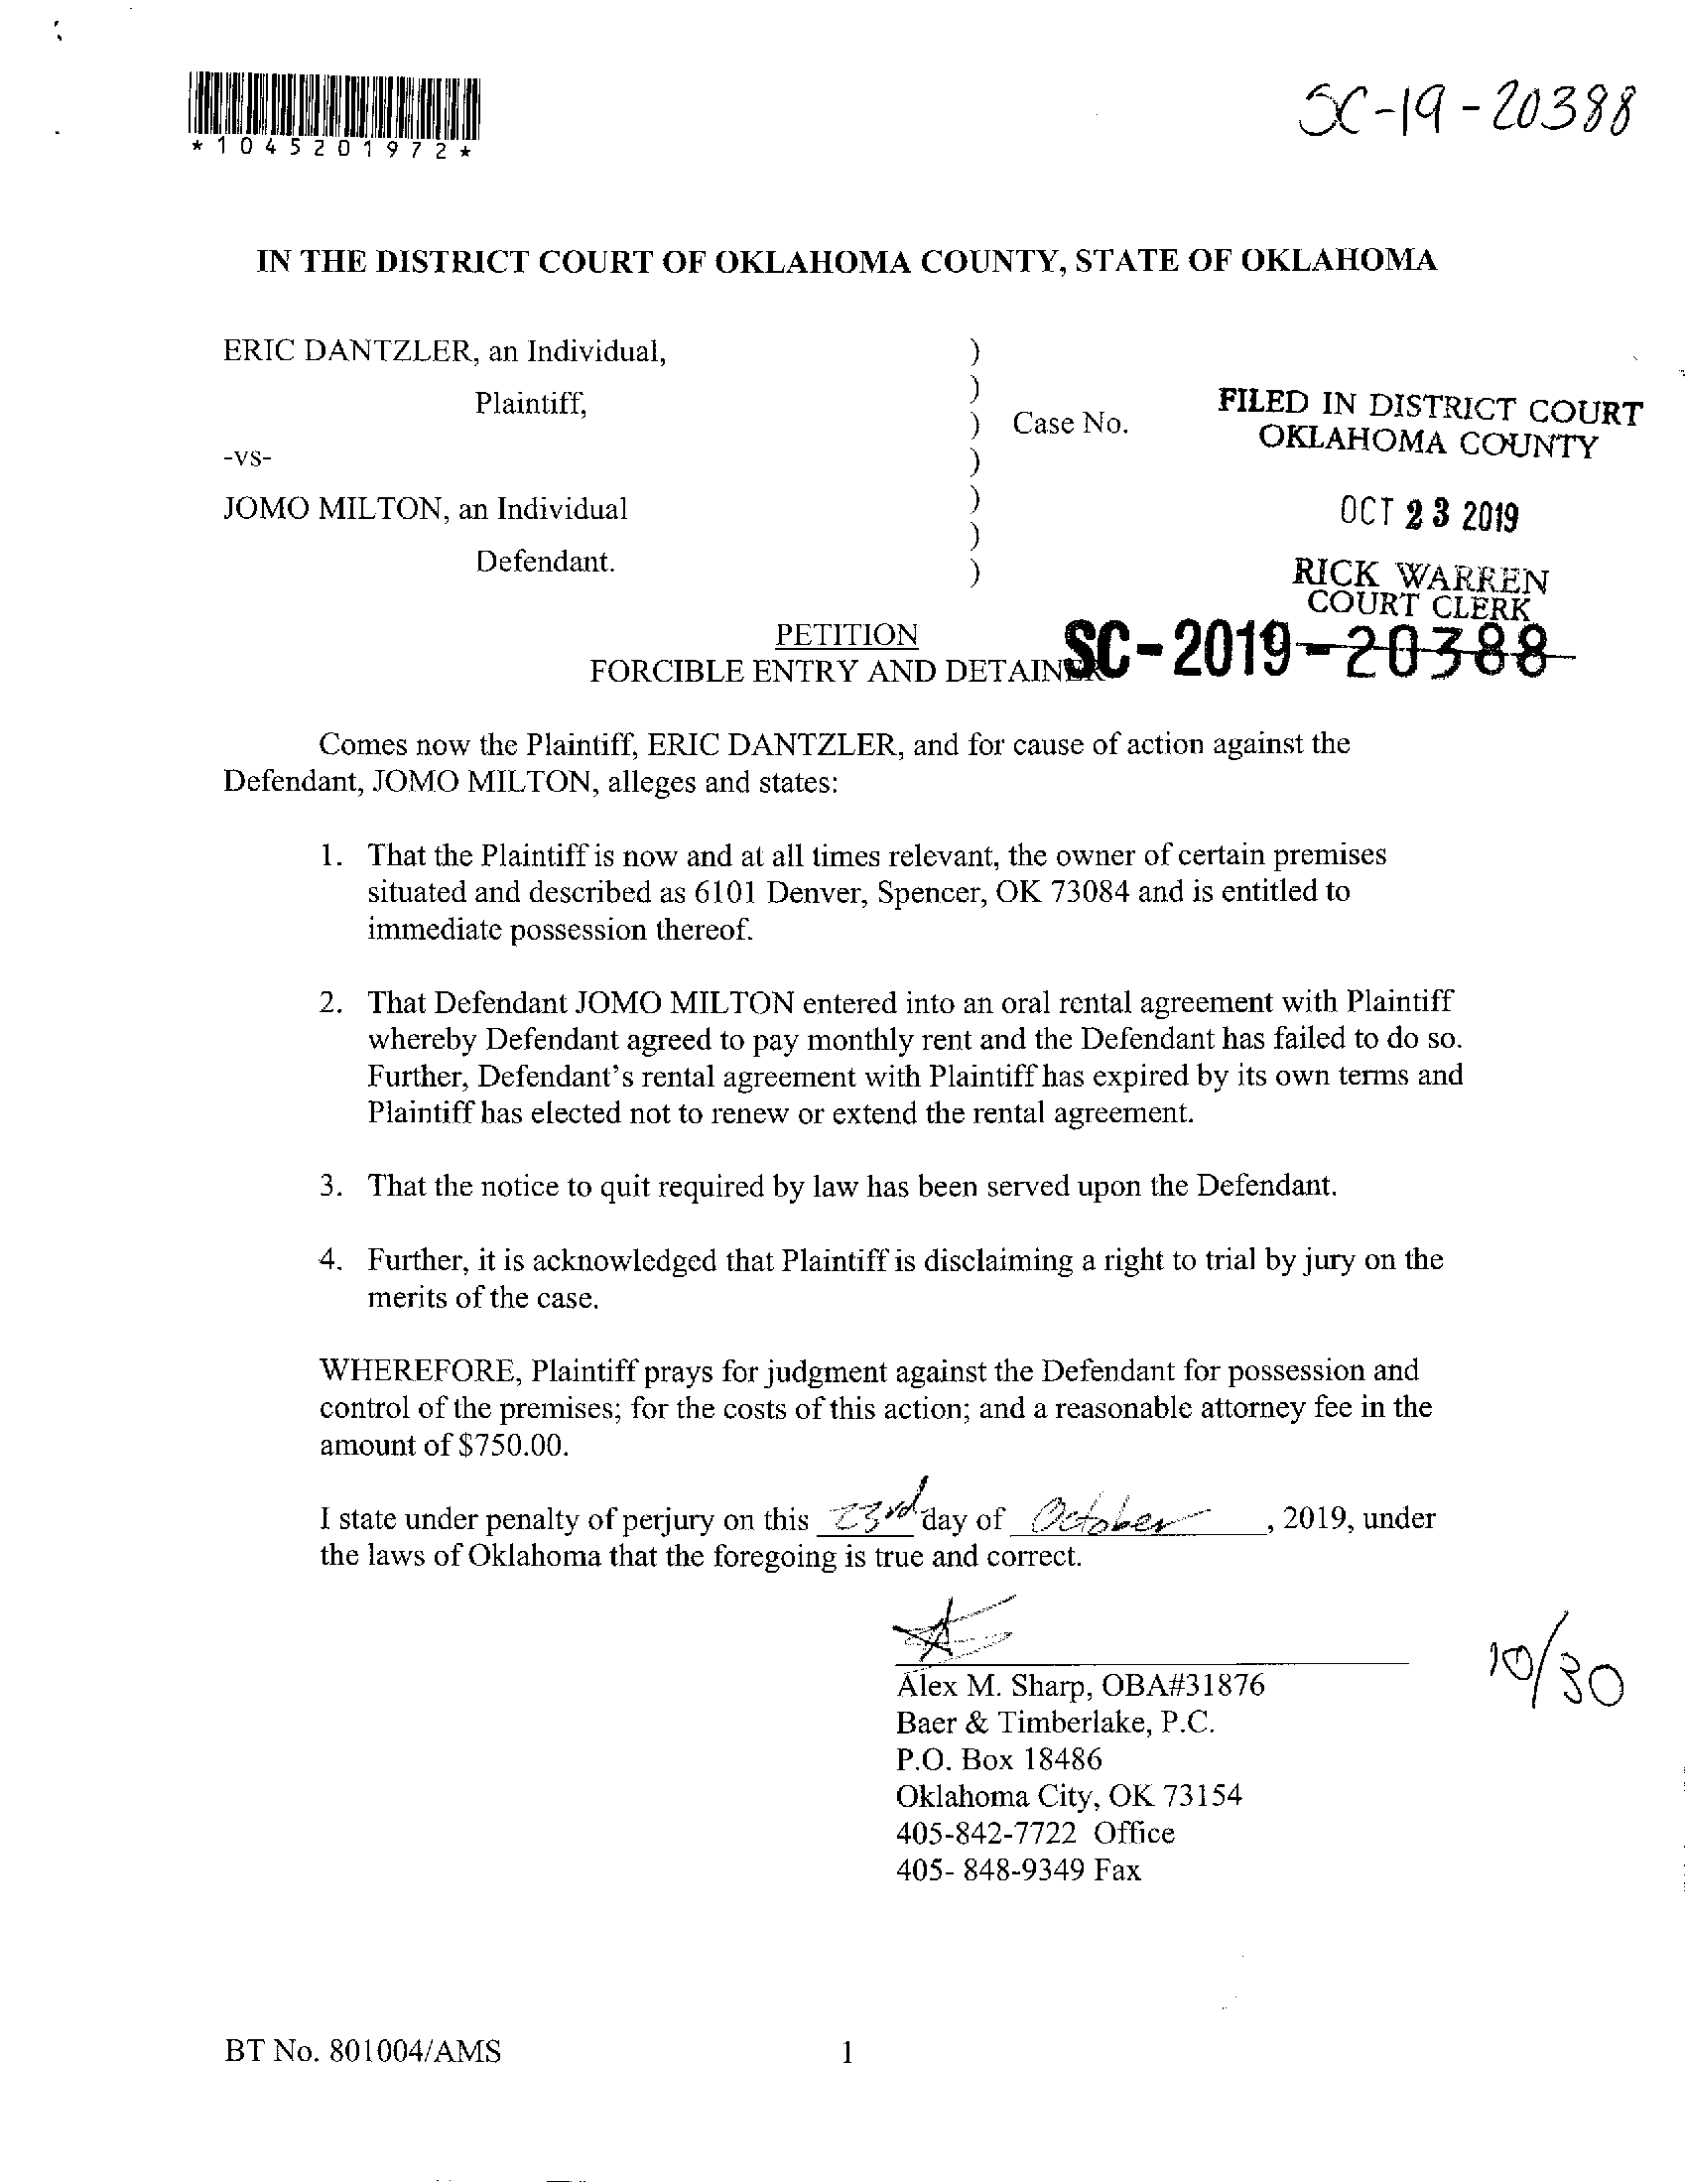 SC-19-20388
*1045201972*
IN THE DISTRICT COURT OF OKLAHOMA COUNTY, STATE OF OKLAHOMA
ERIC DANTZLER, an Individual, )
Plaintiff, )
) Case No.
-vs- )
JOMO MILTON, an Individual )
)
Defendant. )
FILED IN DISTRICT COURT
OKLAHOMA COUNTY
OCT 23 2019
RICK WARREN
COURT CLERK
SC-2019-20388
PETITION
FORCIBLE ENTRY AND DETAINER
Comes now the Plaintiff, ERIC DANTZLER, and for cause of action against the
Defendant, JOMO MILTON, alleges and states:
1. That the Plaintiff is now and at all times relevant, the owner of certain premises
situated and described as 6101 Denver, Spencer, OK 73084 and is entitled to
immediate possession thereof.
2. That Defendant JOMO MILTON entered into an oral rental agreement with Plaintiff
whereby Defendant agreed to pay monthly rent and the Defendant has failed to do so.
Further, Defendant's rental agreement with Plaintiff has expired by its own terms and
Plaintiff has elected not to renew or extend the rental agreement.
3. That the notice to quit required by law has been served upon the Defendant.
4. Further, it is acknowledged that Plaintiff is disclaiming a right to trial by jury on the
merits of the case.
WHEREFORE, Plaintiff prays for judgment against the Defendant for possession and
control of the premises; for the costs of this action; and a reasonable attorney fee in the
amount of $750.00.
I state under penalty of perjury on this 23rd day of October, 2019, under
the laws of Oklahoma that the foregoing is true and correct.
Alex M. Sharp, OBA#31876
Baer & Timberlake, P.C.
P.O. Box 18486
Oklahoma City, OK 73154
405-842-7722 Office
405- 848-9349 Fax
10/30
BT No. 801004/AMS
1